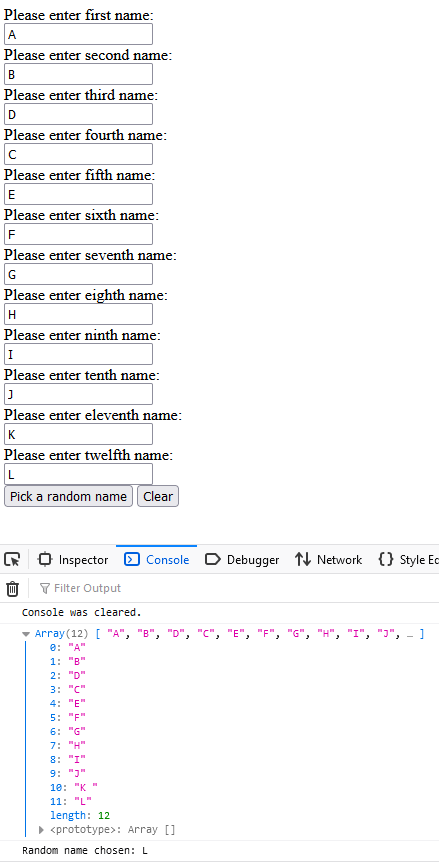 Please enter first name:
A
Please enter second name:
B
Please enter third name:
D
Please enter fourth name:
C
Please enter fifth name:
E
Please enter sixth name:
F
Please enter seventh name:
G
Please enter eighth name:
H
Please enter ninth name:
I
Please enter tenth name:
J
Please enter eleventh name:
K
Please enter twelfth name:
L
Pick a random name Clear
Inspector Console Debugger Network {} Style Ed
Filter Output
Console was cleared.
Array(12) [ "A", "B", "D", "C", "E", "F", "G", "H", "I", "J", … ]
0: "A"
1: "B"
2: "D"
3: "C"
4: "E"
5: "F"
6: "G"
7: "H"
8: "I"
9: "J"
10: "K "
11: "L"
length: 12
<prototype>: Array []
Random name chosen: L